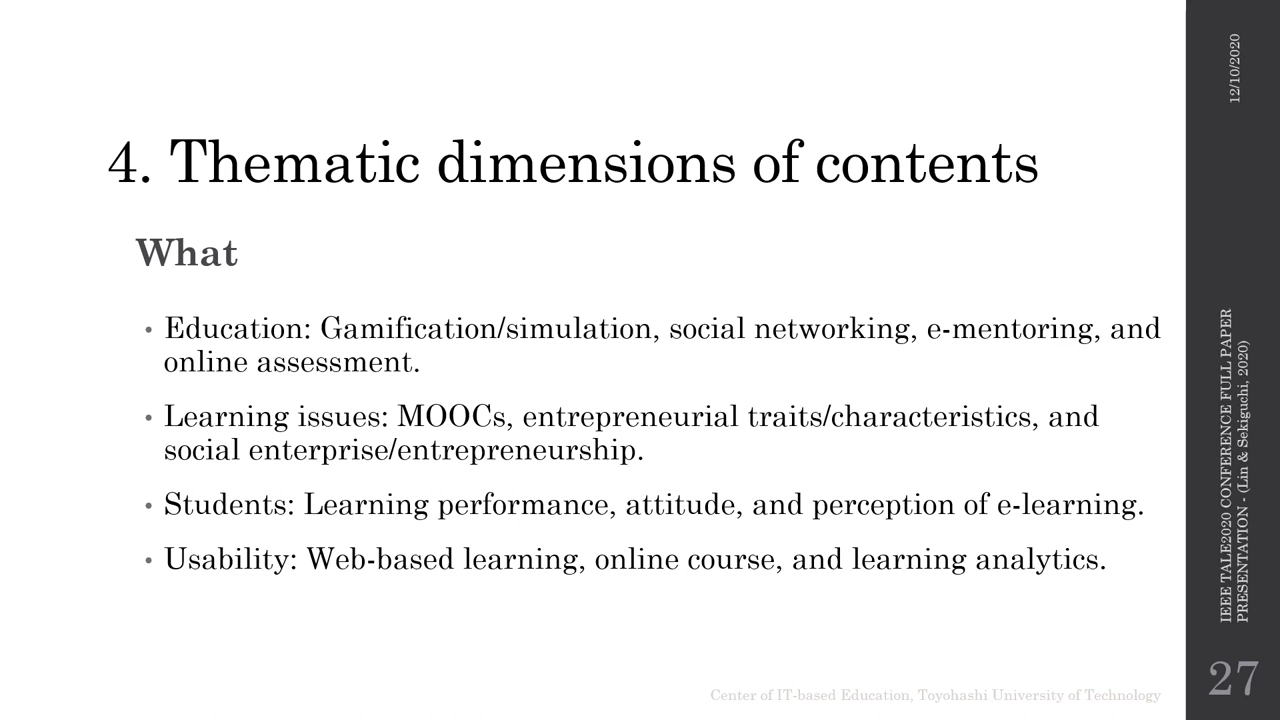 4. Thematic dimensions of contents
What
• Education: Gamification/simulation, social networking, e-mentoring, and
online assessment.
• Learning issues: MOOCs, entrepreneurial traits/characteristics, and
social enterprise/entrepreneurship.
• Students: Learning performance, attitude, and perception of e-learning.
• Usability: Web-based learning, online course, and learning analytics.
Center of IT-based Education, Toyohashi University of Technology
12/10/2020
IEEE TALE2020 CONFERENCE FULL PAPER
PRESENTATION - (Lin & Sekiguchi, 2020)
27